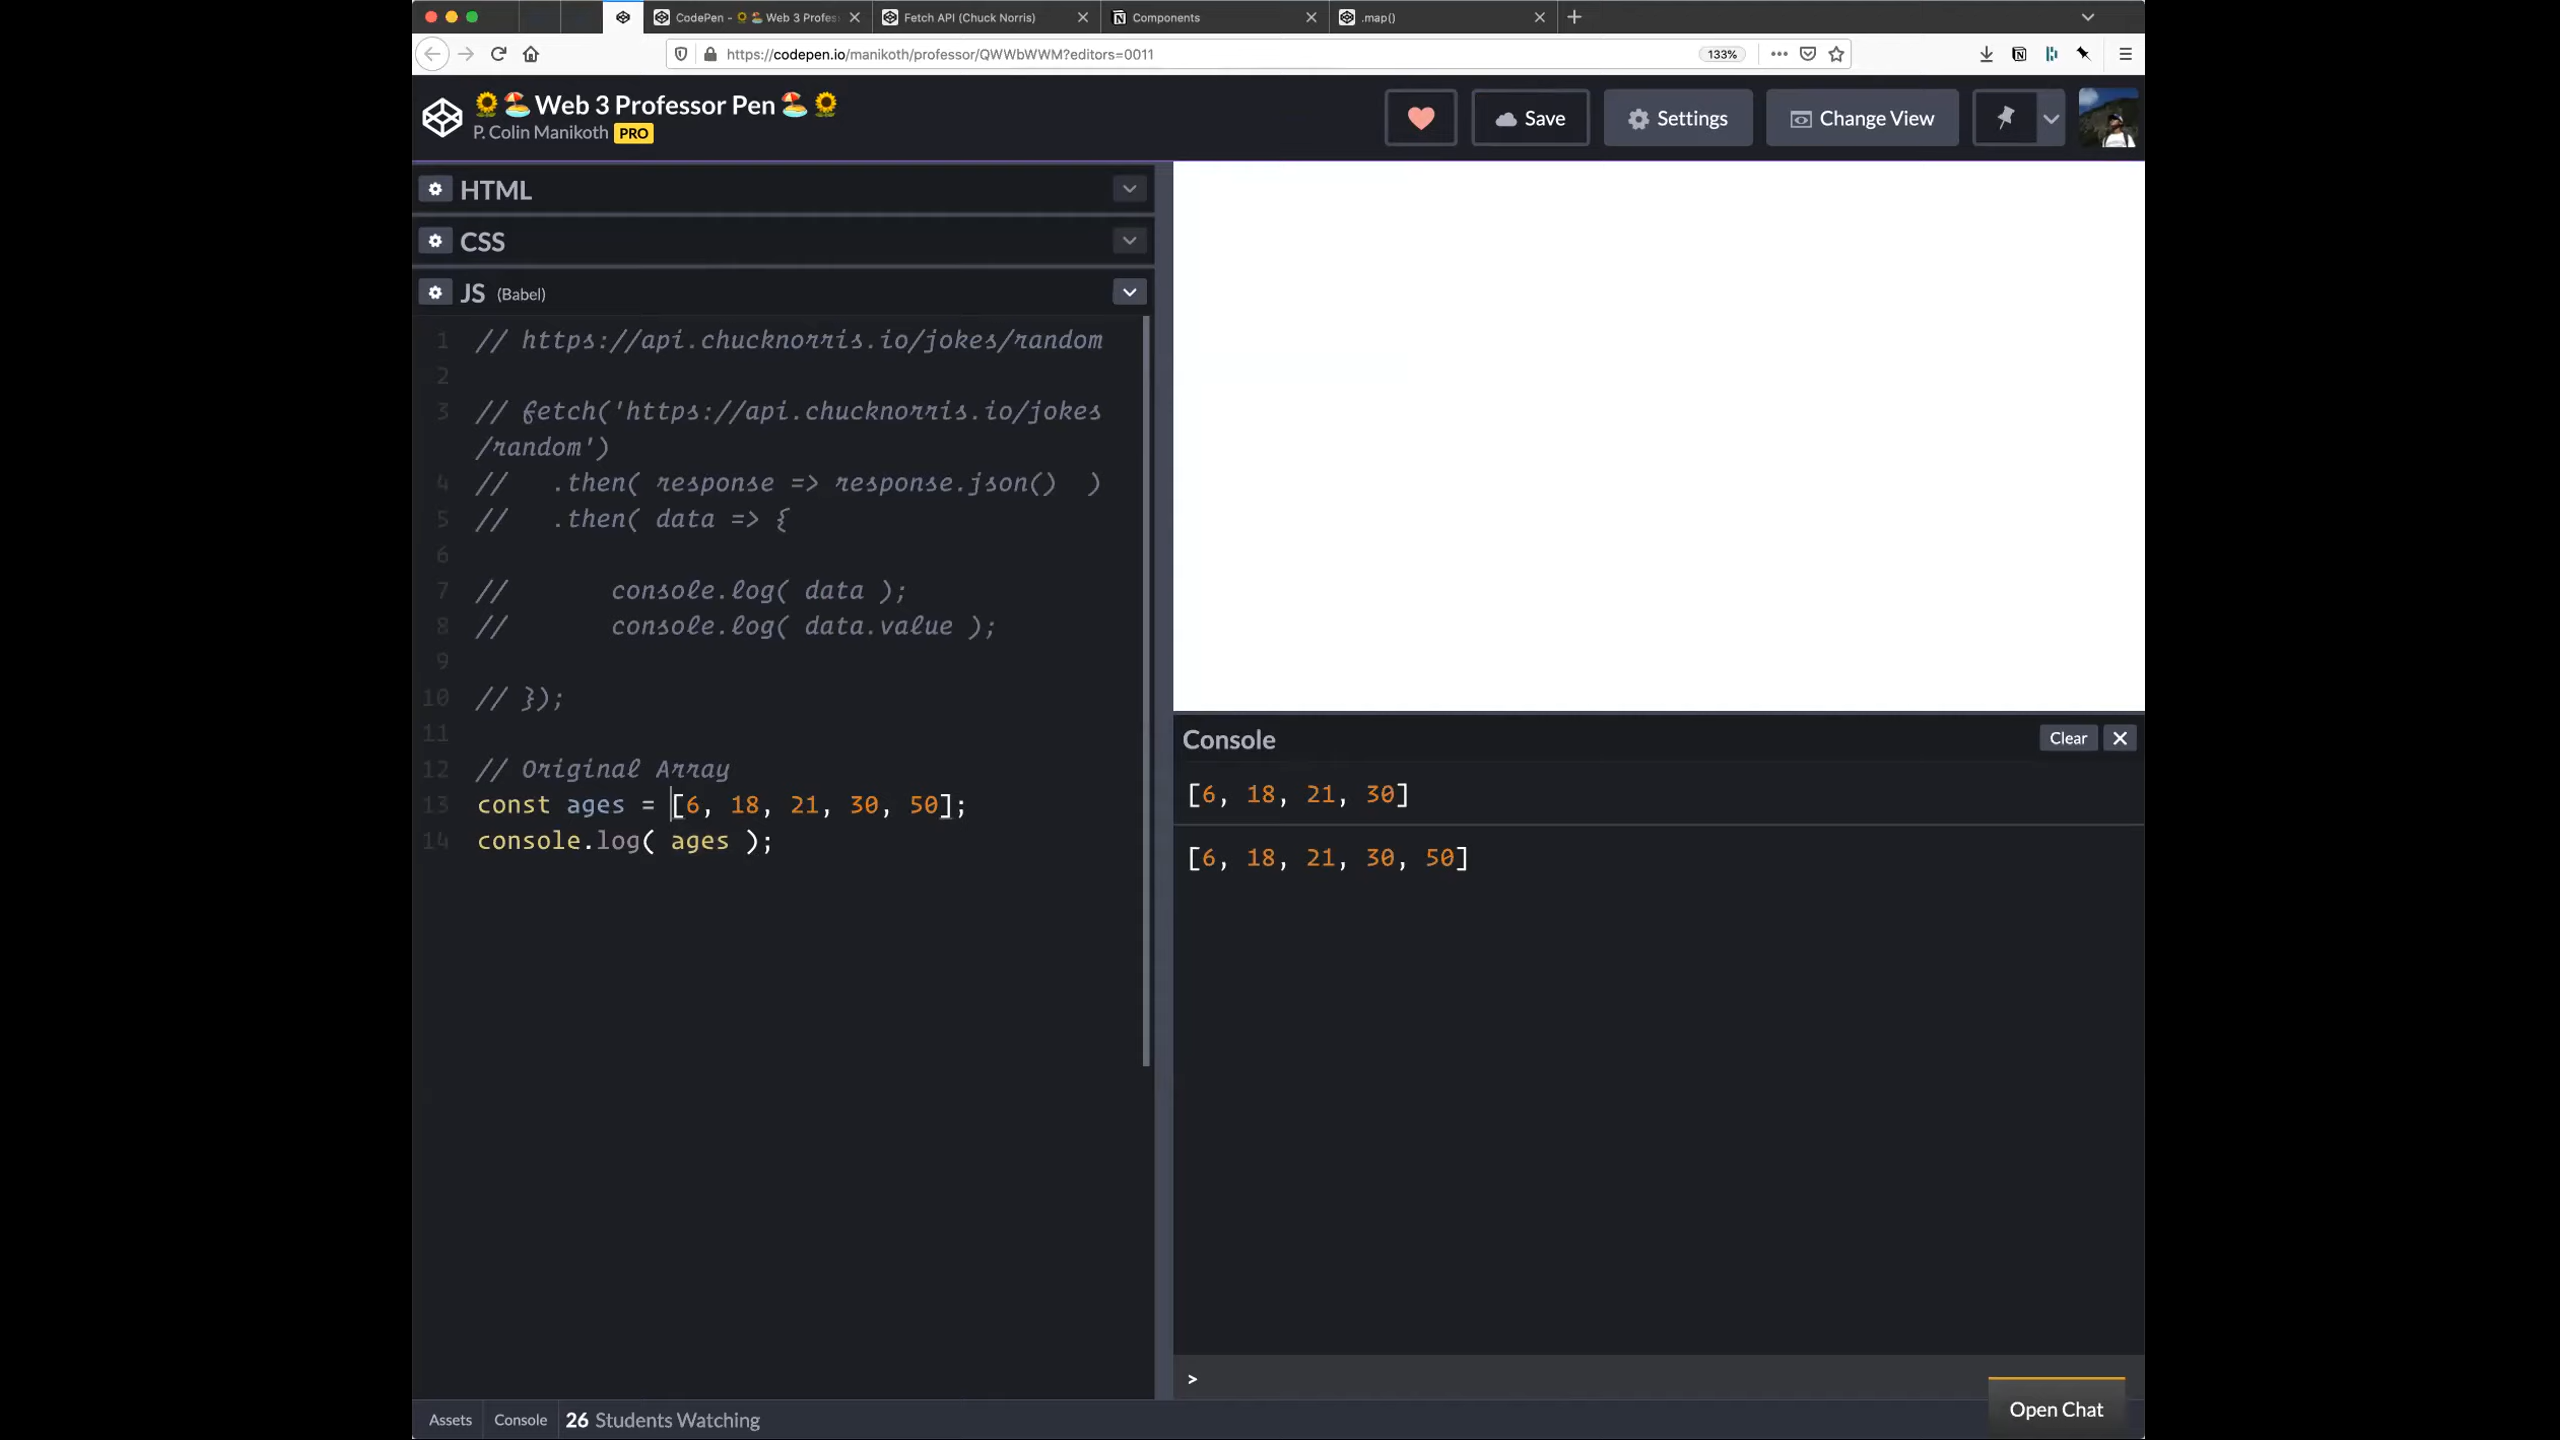 CodePen - 🌻 🏖️ Web 3 Profes
Fetch API (Chuck Norris)
Components
.map()
https://codepen.io/manikoth/professor/QWWbWWM?editors=0011
133%
🌻🏖️ Web 3 Professor Pen 🏖️🌻
P. Colin Manikoth PRO
Save
Settings
Change View
HTML
CSS
JS (Babel)
1 // https://api.chucknorris.io/jokes/random
2
3 // fetch('https://api.chucknorris.io/jokes
/random')
4 //   .then( response => response.json()  )
5 //   .then( data => {
6
7 //       console.log( data );
8 //       console.log( data.value );
9
10 // });
11
12 // Original Array
13 const ages = [6, 18, 21, 30, 50];
14 console.log( ages );
Console
Clear
[6, 18, 21, 30]
[6, 18, 21, 30, 50]
>
Assets
Console
26 Students Watching
Open Chat